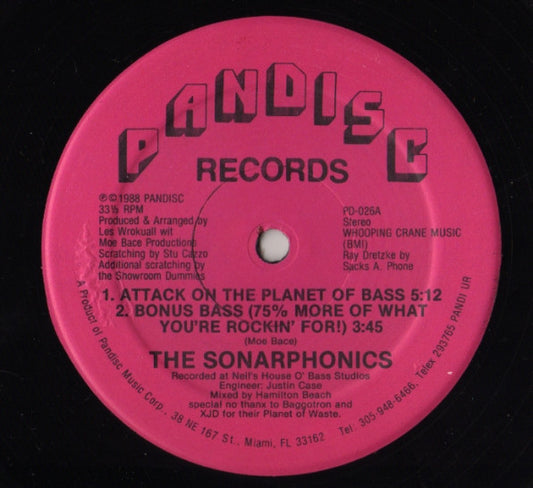 PANDISC
RECORDS
℗©1988 PANDISC
33⅓ RPM
Produced & Arranged by
Les Wrokuall wit
Moe Bace Productions
Scratching by Stu Cazzo
Additional scratching by
the Showroom Dummies
PD-026A
Stereo
WHOOPING CRANE MUSIC
(BMI)
Ray Dretzke by
Sacks A. Phone
1. ATTACK ON THE PLANET OF BASS 5:12
2. BONUS BASS (75% MORE OF WHAT
YOU'RE ROCKIN' FOR!) 3:45
(Moe Bace)
THE SONARPHONICS
Recorded at Neil's House O' Bass Studios
Engineer: Justin Case
Mixed by Hamilton Beach
special no thanx to Baggotron and
XJD for their Planet of Waste.
A Product of Pandisc Music Corp., 38 NE 167 St., Miami, FL 33162 Tel. 305 948-6466, Telex 293765 PANDI UR